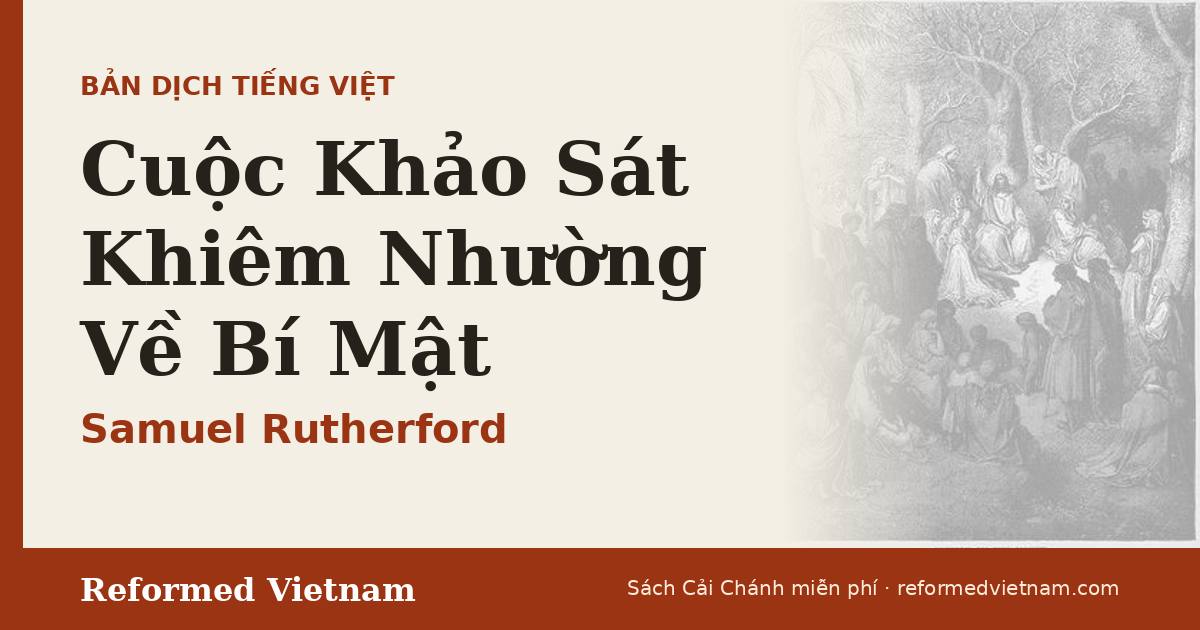 BẢN DỊCH TIẾNG VIỆT
Cuộc Khảo Sát
Khiêm Nhường
Về Bí Mật
Samuel Rutherford
Reformed Vietnam
Sách Cải Chánh miễn phí · reformedvietnam.com